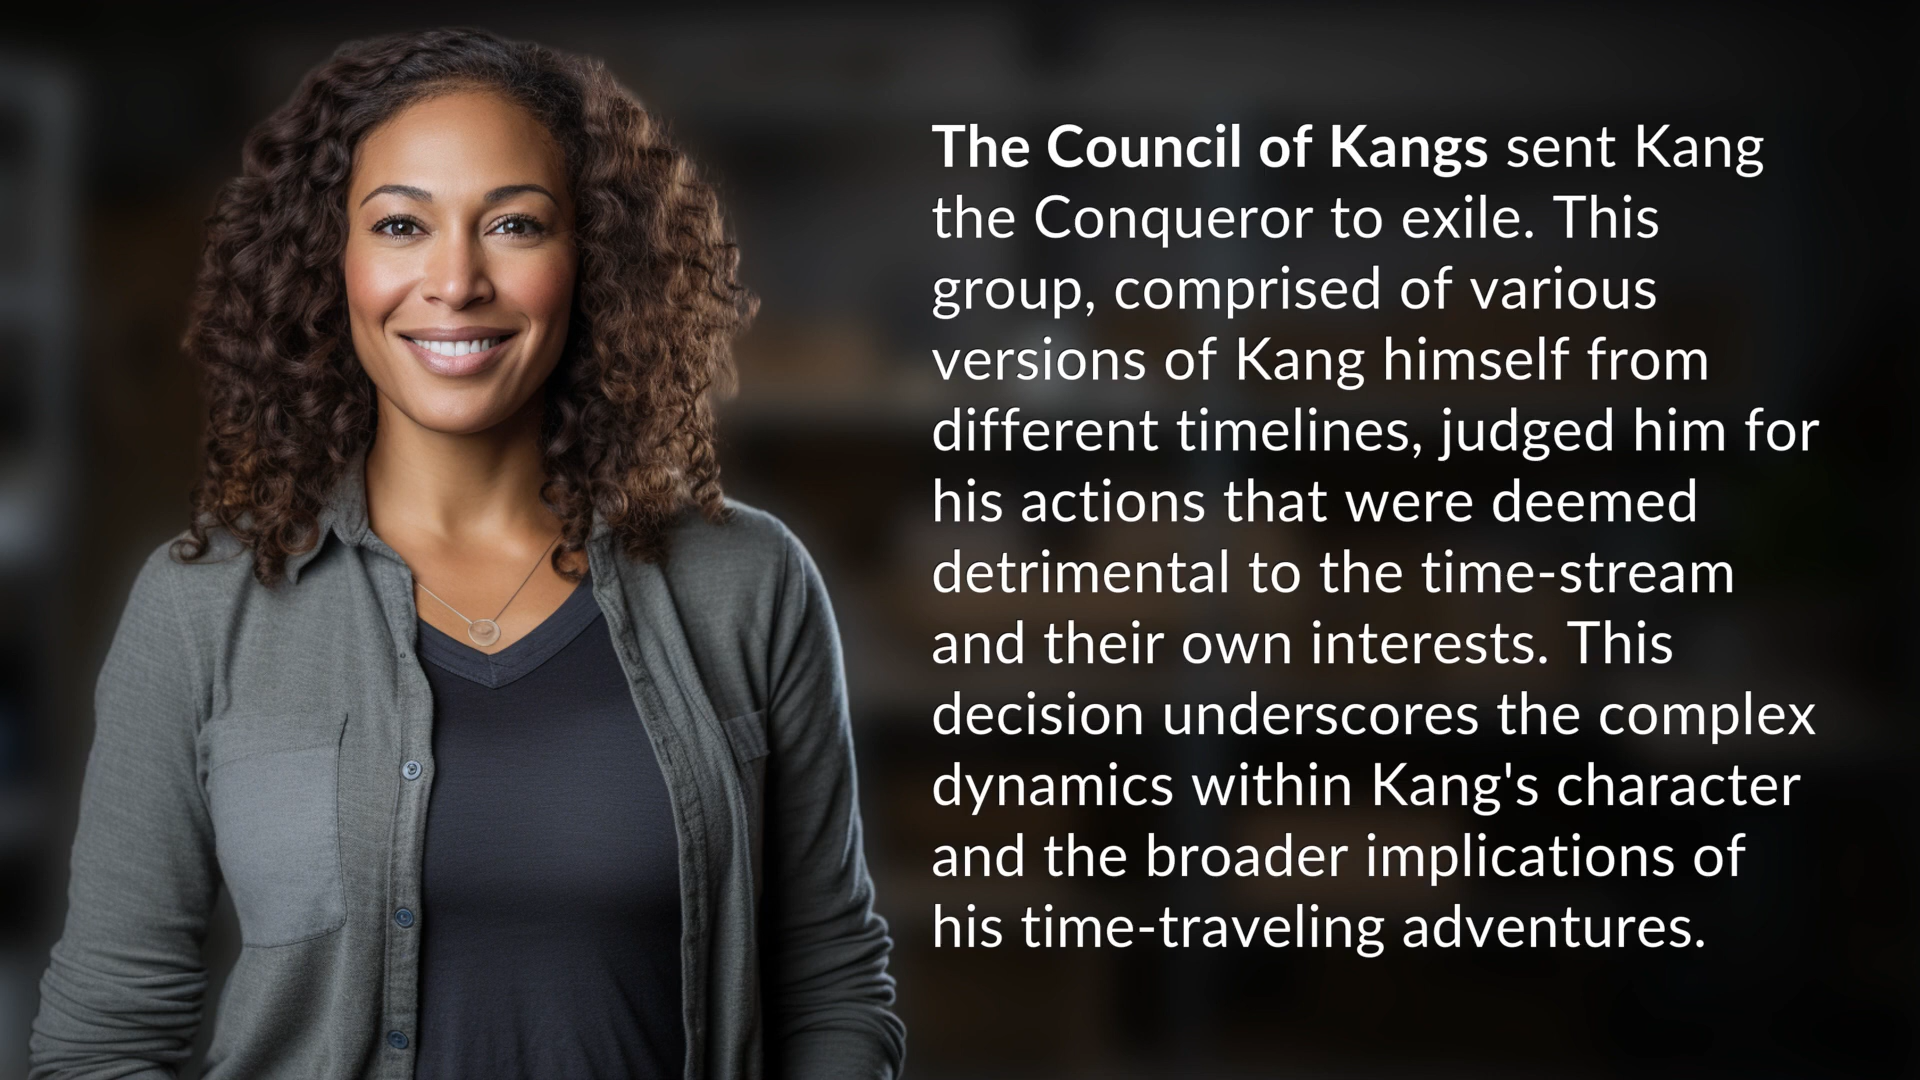 The Council of Kangs sent Kang
the Conqueror to exile. This
group, comprised of various
versions of Kang himself from
different timelines, judged him for
his actions that were deemed
detrimental to the time-stream
and their own interests. This
decision underscores the complex
dynamics within Kang's character
and the broader implications of
his time-traveling adventures.